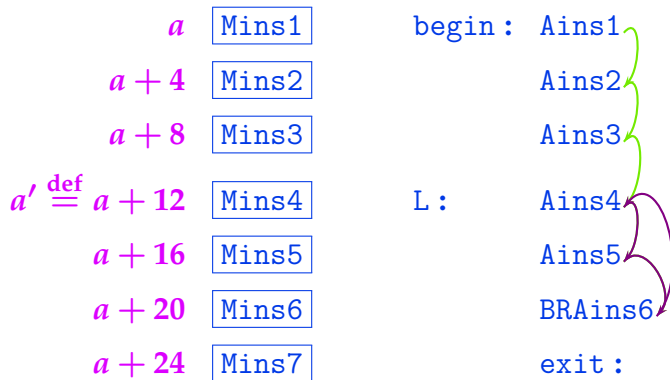 a Mins1 begin : Ains1
a + 4 Mins2 Ains2
a + 8 Mins3 Ains3
a′ def= a + 12 Mins4 L : Ains4
a + 16 Mins5 Ains5
a + 20 Mins6 BRAins6
a + 24 Mins7 exit :